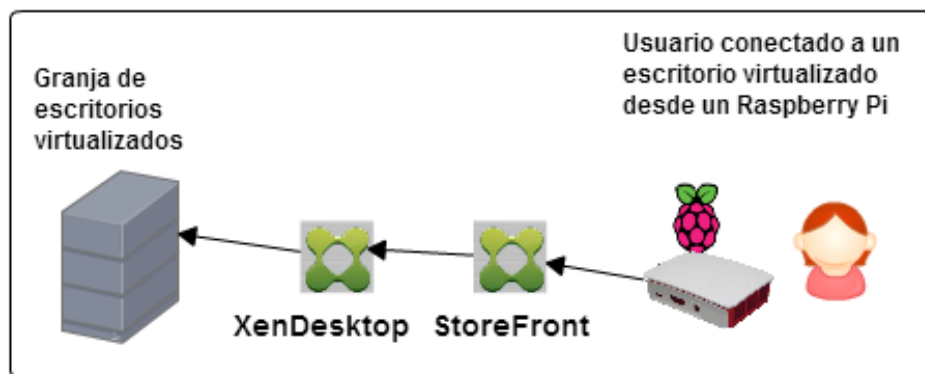 Granja de
escritorios
virtualizados
Usuario conectado a un
escritorio virtualizado
desde un Raspberry Pi
XenDesktop
StoreFront